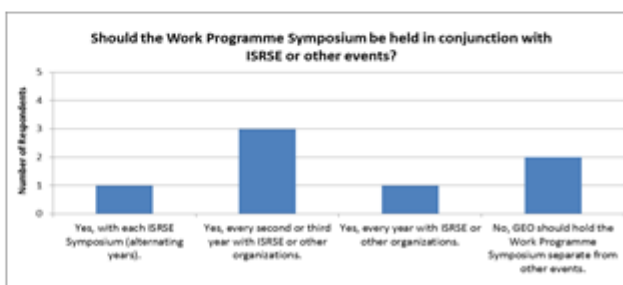 Should the Work Programme Symposium be held in conjunction with
ISRSE or other events?
Number of Respondents
5
4
3
2
1
0
Yes, with each ISRSE
Symposium (alternating
years).
Yes, every second or third
year with ISRSE or other
organizations.
Yes, every year with ISRSE or
other organizations.
No, GEO should hold the
Work Programme
Symposium separate from
other events.